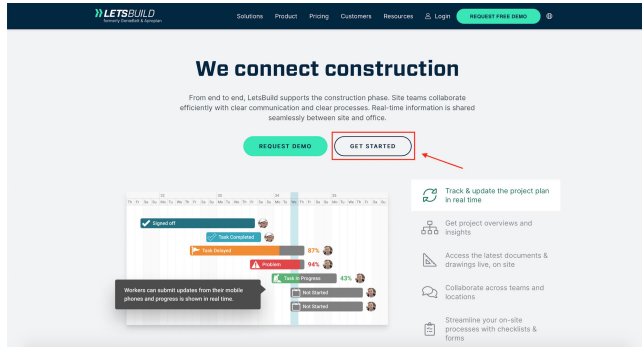 LETSBUILD
formerly GenieBelt & Aproplan
Solutions Product Pricing Customers Resources Login REQUEST FREE DEMO
We connect construction
From end to end, LetsBuild supports the construction phase. Site teams collaborate
efficiently with clear communication and clear processes. Real-time information is shared
seamlessly between site and office.
REQUEST DEMO GET STARTED
Signed off
Task Completed
Task Delayed 87%
Problem 94%
Task In Progress 43%
Not Started
Not Started
Workers can submit updates from their mobile
phones and progress is shown in real time.
Track & update the project plan
in real time
Get project overviews and
insights
Access the latest documents &
drawings live, on site
Collaborate across teams and
locations
Streamline your on-site
processes with checklists &
forms